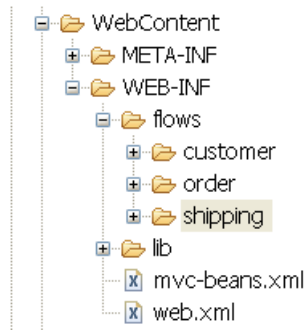 WebContent
META-INF
WEB-INF
flows
customer
order
shipping
lib
mvc-beans.xml
web.xml